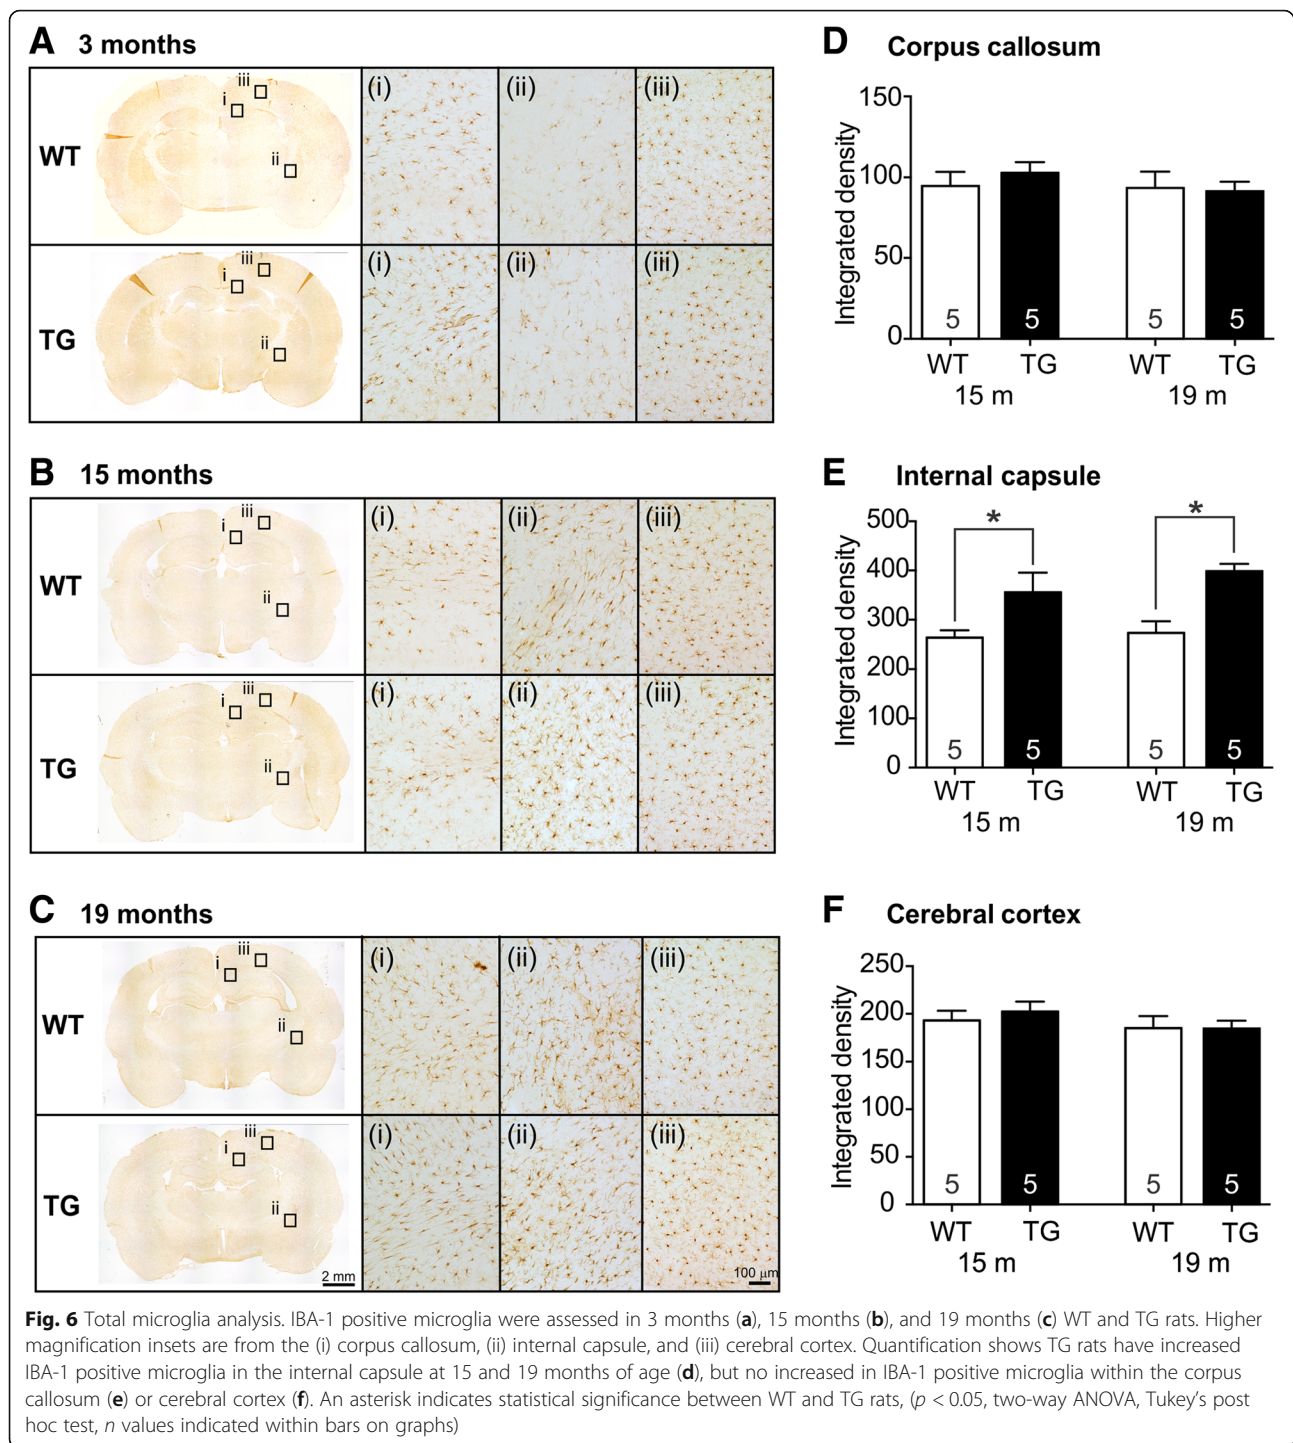 A 3 months
WT
i
ii
iii
(i)
(ii)
(iii)
TG
i
ii
iii
(i)
(ii)
(iii)
B 15 months
WT
i
ii
iii
(i)
(ii)
(iii)
TG
i
ii
iii
(i)
(ii)
(iii)
C 19 months
WT
i
ii
iii
(i)
(ii)
(iii)
TG
i
ii
iii
2 mm
(i)
(ii)
(iii)
100 μm
D Corpus callosum
Integrated density
150
100
50
0
5 5 5 5
WT TG WT TG
15 m 19 m
E Internal capsule
Integrated density
500
400
300
200
100
0
* *
5 5 5 5
WT TG WT TG
15 m 19 m
F Cerebral cortex
Integrated density
250
200
150
100
50
0
5 5 5 5
WT TG WT TG
15 m 19 m
Fig. 6 Total microglia analysis. IBA-1 positive microglia were assessed in 3 months (a), 15 months (b), and 19 months (c) WT and TG rats. Higher
magnification insets are from the (i) corpus callosum, (ii) internal capsule, and (iii) cerebral cortex. Quantification shows TG rats have increased
IBA-1 positive microglia in the internal capsule at 15 and 19 months of age (d), but no increased in IBA-1 positive microglia within the corpus
callosum (e) or cerebral cortex (f). An asterisk indicates statistical significance between WT and TG rats, (p < 0.05, two-way ANOVA, Tukey's post
hoc test, n values indicated within bars on graphs)